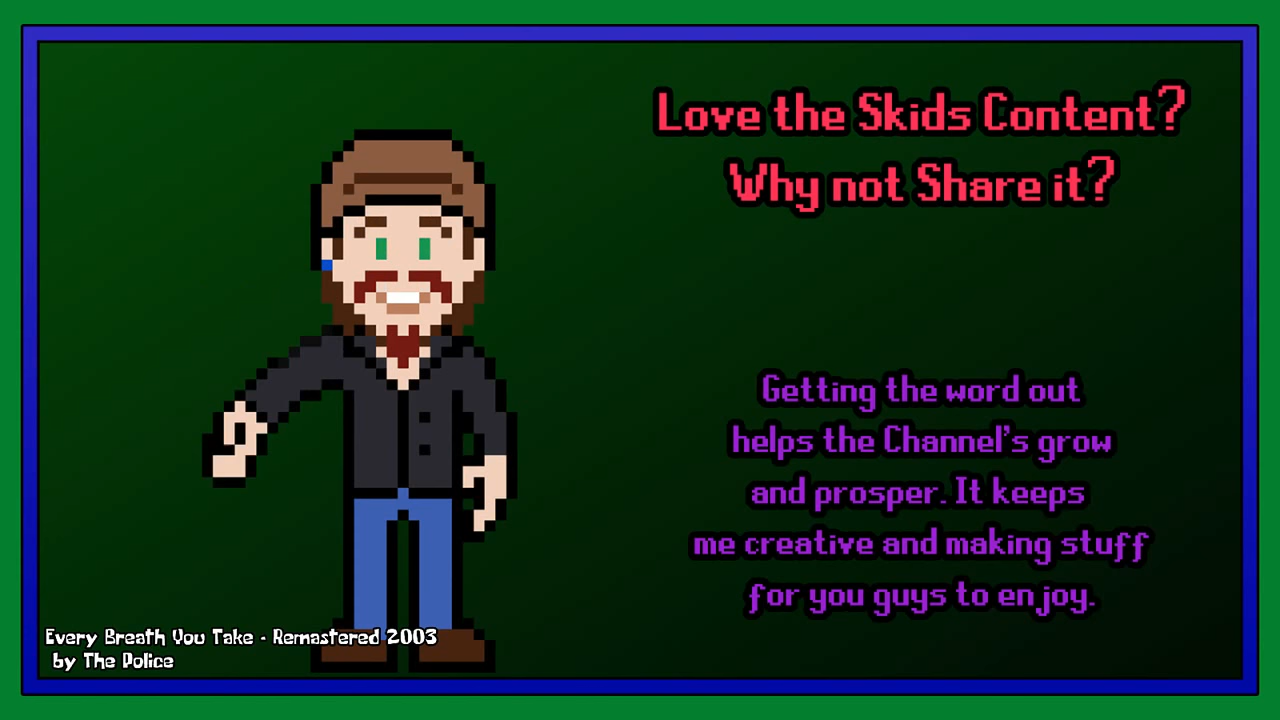 Love the Skids Content?
Why not Share it?
Getting the word out
helps the Channel's grow
and prosper. It keeps
me creative and making stuff
for you guys to enjoy.
Every Breath You Take - Remastered 2003
by The Police